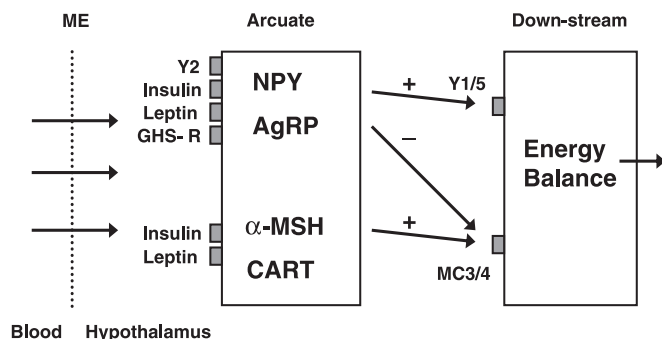 ME
Arcuate
Down-stream
Y2
Insulin
Leptin
GHS- R
NPY
AgRP
+
−
Y1/5
Energy
Balance
Insulin
Leptin
α-MSH
CART
+
MC3/4
Blood
Hypothalamus